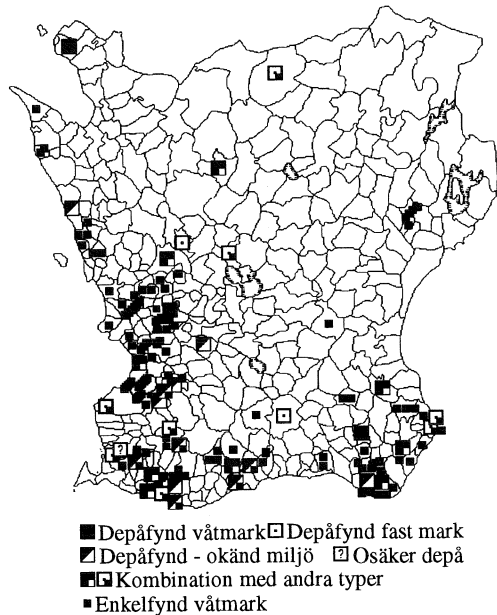 Depåfynd våtmark Depåfynd fast mark
Depåfynd - okänd miljö ? Osäker depå
Kombination med andra typer
Enkelfynd våtmark